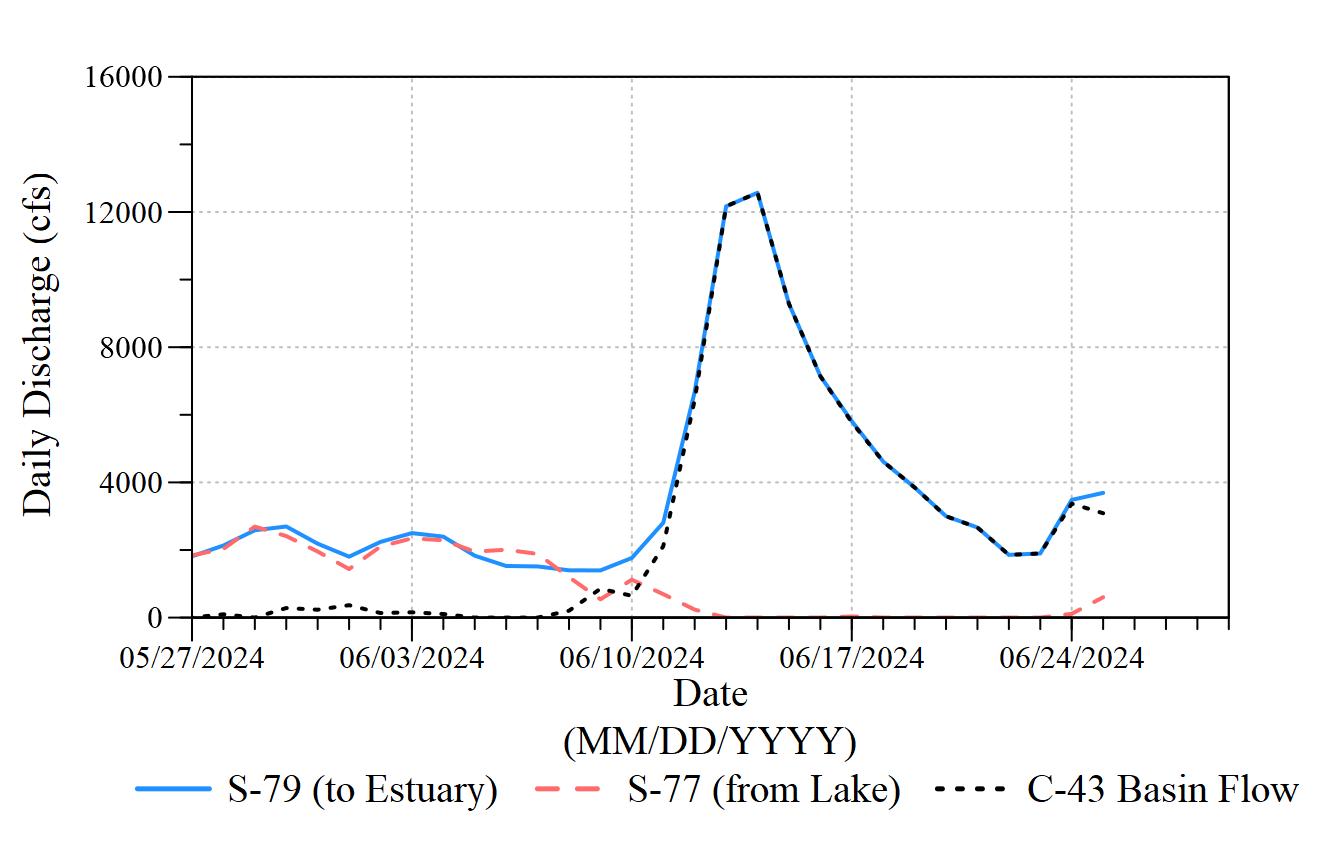 16000
12000
8000
4000
0
Daily Discharge (cfs)
05/27/2024 06/03/2024 06/10/2024 06/17/2024 06/24/2024
Date
(MM/DD/YYYY)
S-79 (to Estuary) S-77 (from Lake) C-43 Basin Flow